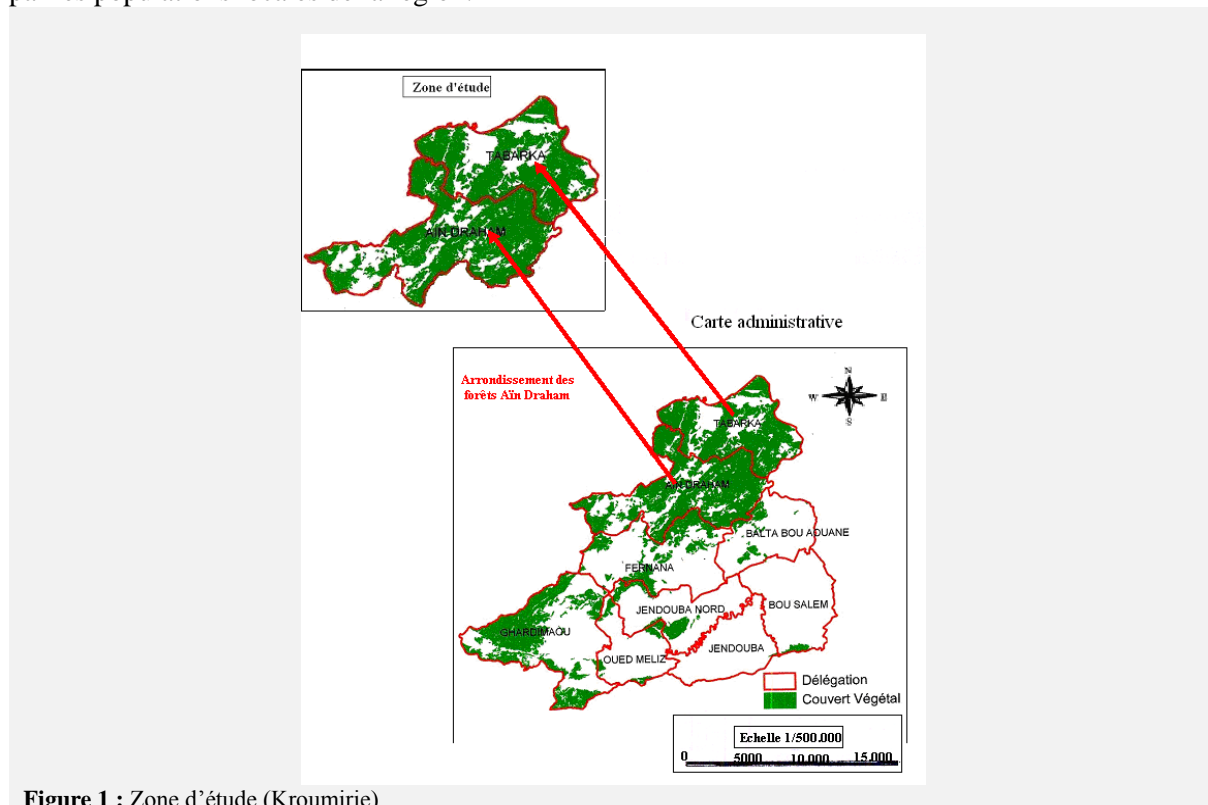 Zone d'étude
TABARKA
AIN DRAHAM
Carte administrative
Arrondissement des
forêts Aïn Draham
N
W E
S
TABARKA
AIN DRAHAM
BALTA BOU AOUANE
FERNANA
JENDOUBA NORD
BOU SALEM
GHARDIMAOU
OUED MELIZ
JENDOUBA
Délégation
Couvert Végétal
Echelle 1/500.000
0 5000 10.000 15.000
Figure 1 : Zone d'étude (Kroumirie)